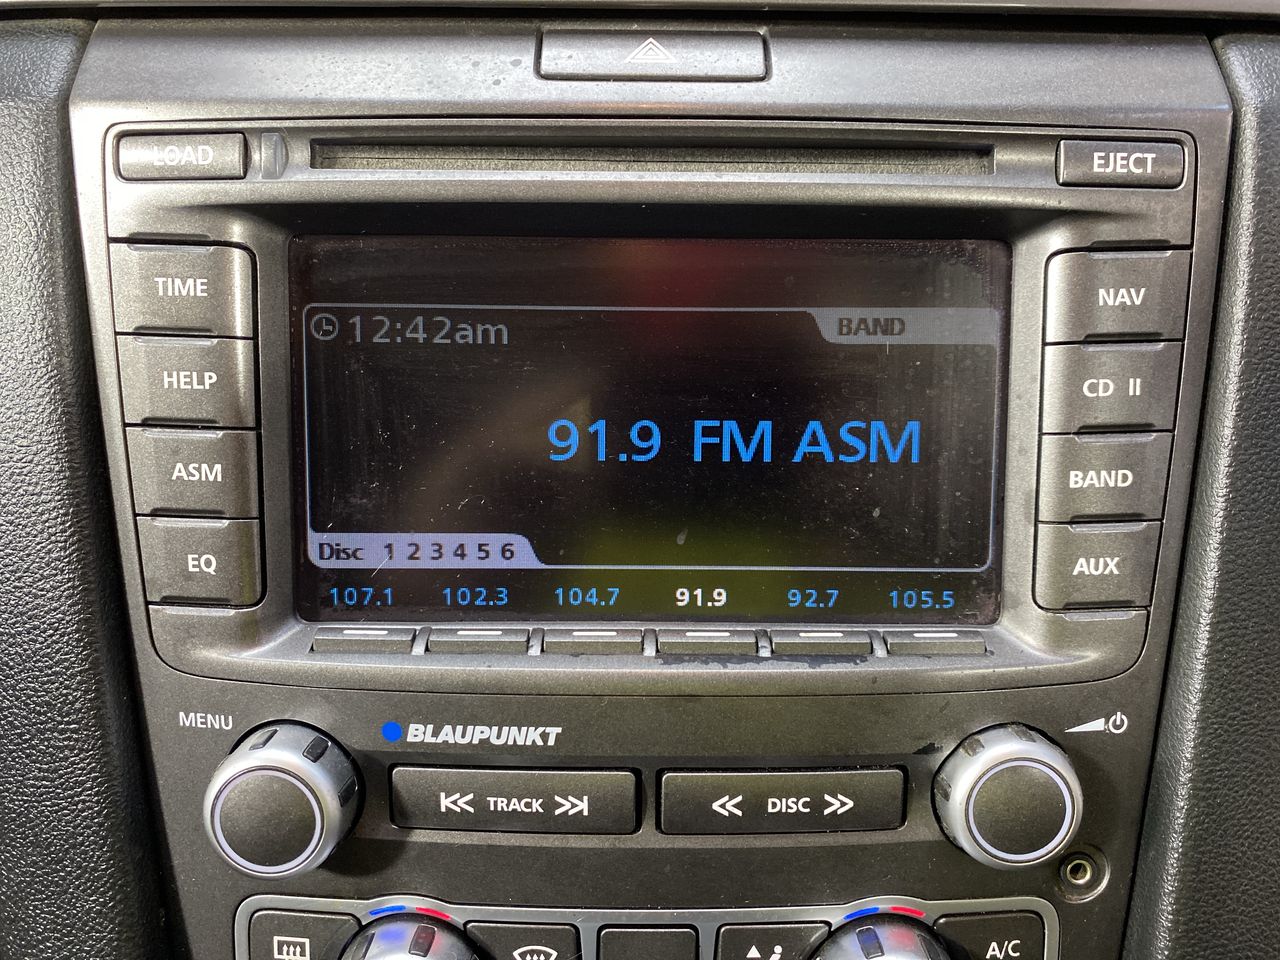 LOAD
EJECT
TIME
NAV
12:42am
BAND
HELP
CD II
91.9 FM ASM
ASM
BAND
EQ
Disc 1 2 3 4 5 6
AUX
107.1 102.3 104.7 91.9 92.7 105.5
MENU
BLAUPUNKT
TRACK
DISC
A/C